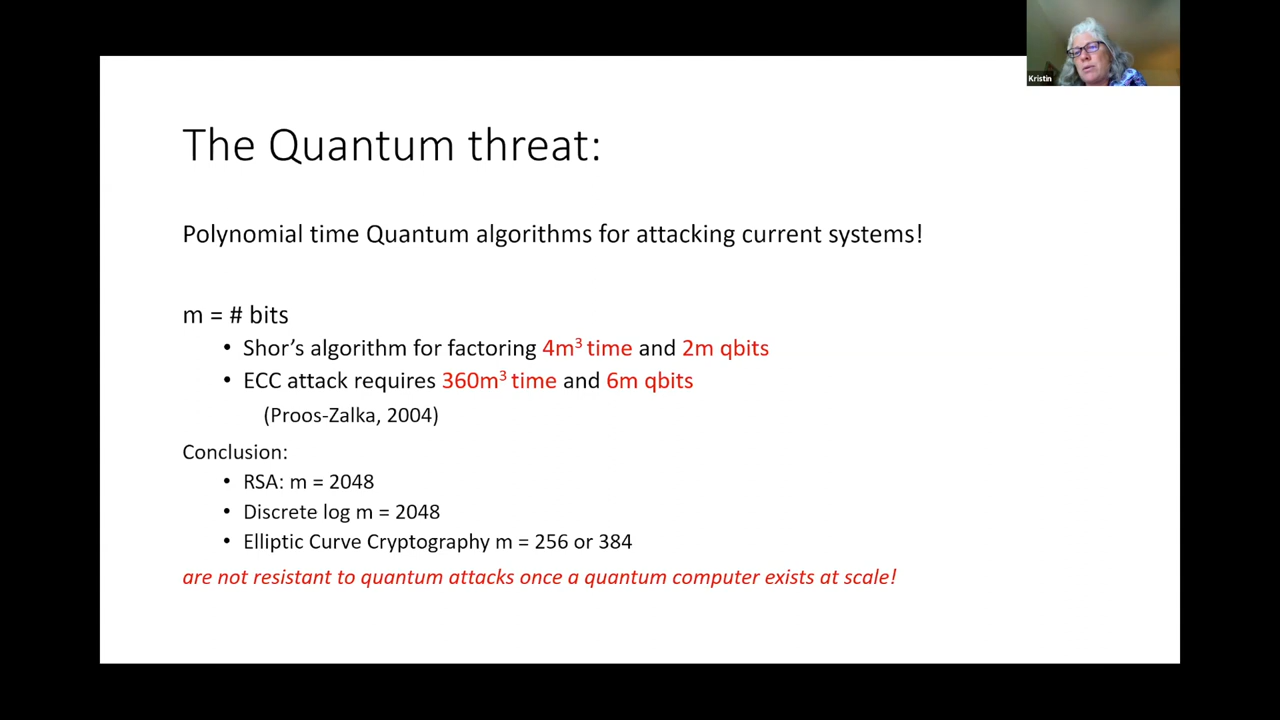 Kristin
The Quantum threat:
Polynomial time Quantum algorithms for attacking current systems!
m = # bits
• Shor’s algorithm for factoring 4m³ time and 2m qbits
• ECC attack requires 360m³ time and 6m qbits
(Proos-Zalka, 2004)
Conclusion:
• RSA: m = 2048
• Discrete log m = 2048
• Elliptic Curve Cryptography m = 256 or 384
are not resistant to quantum attacks once a quantum computer exists at scale!